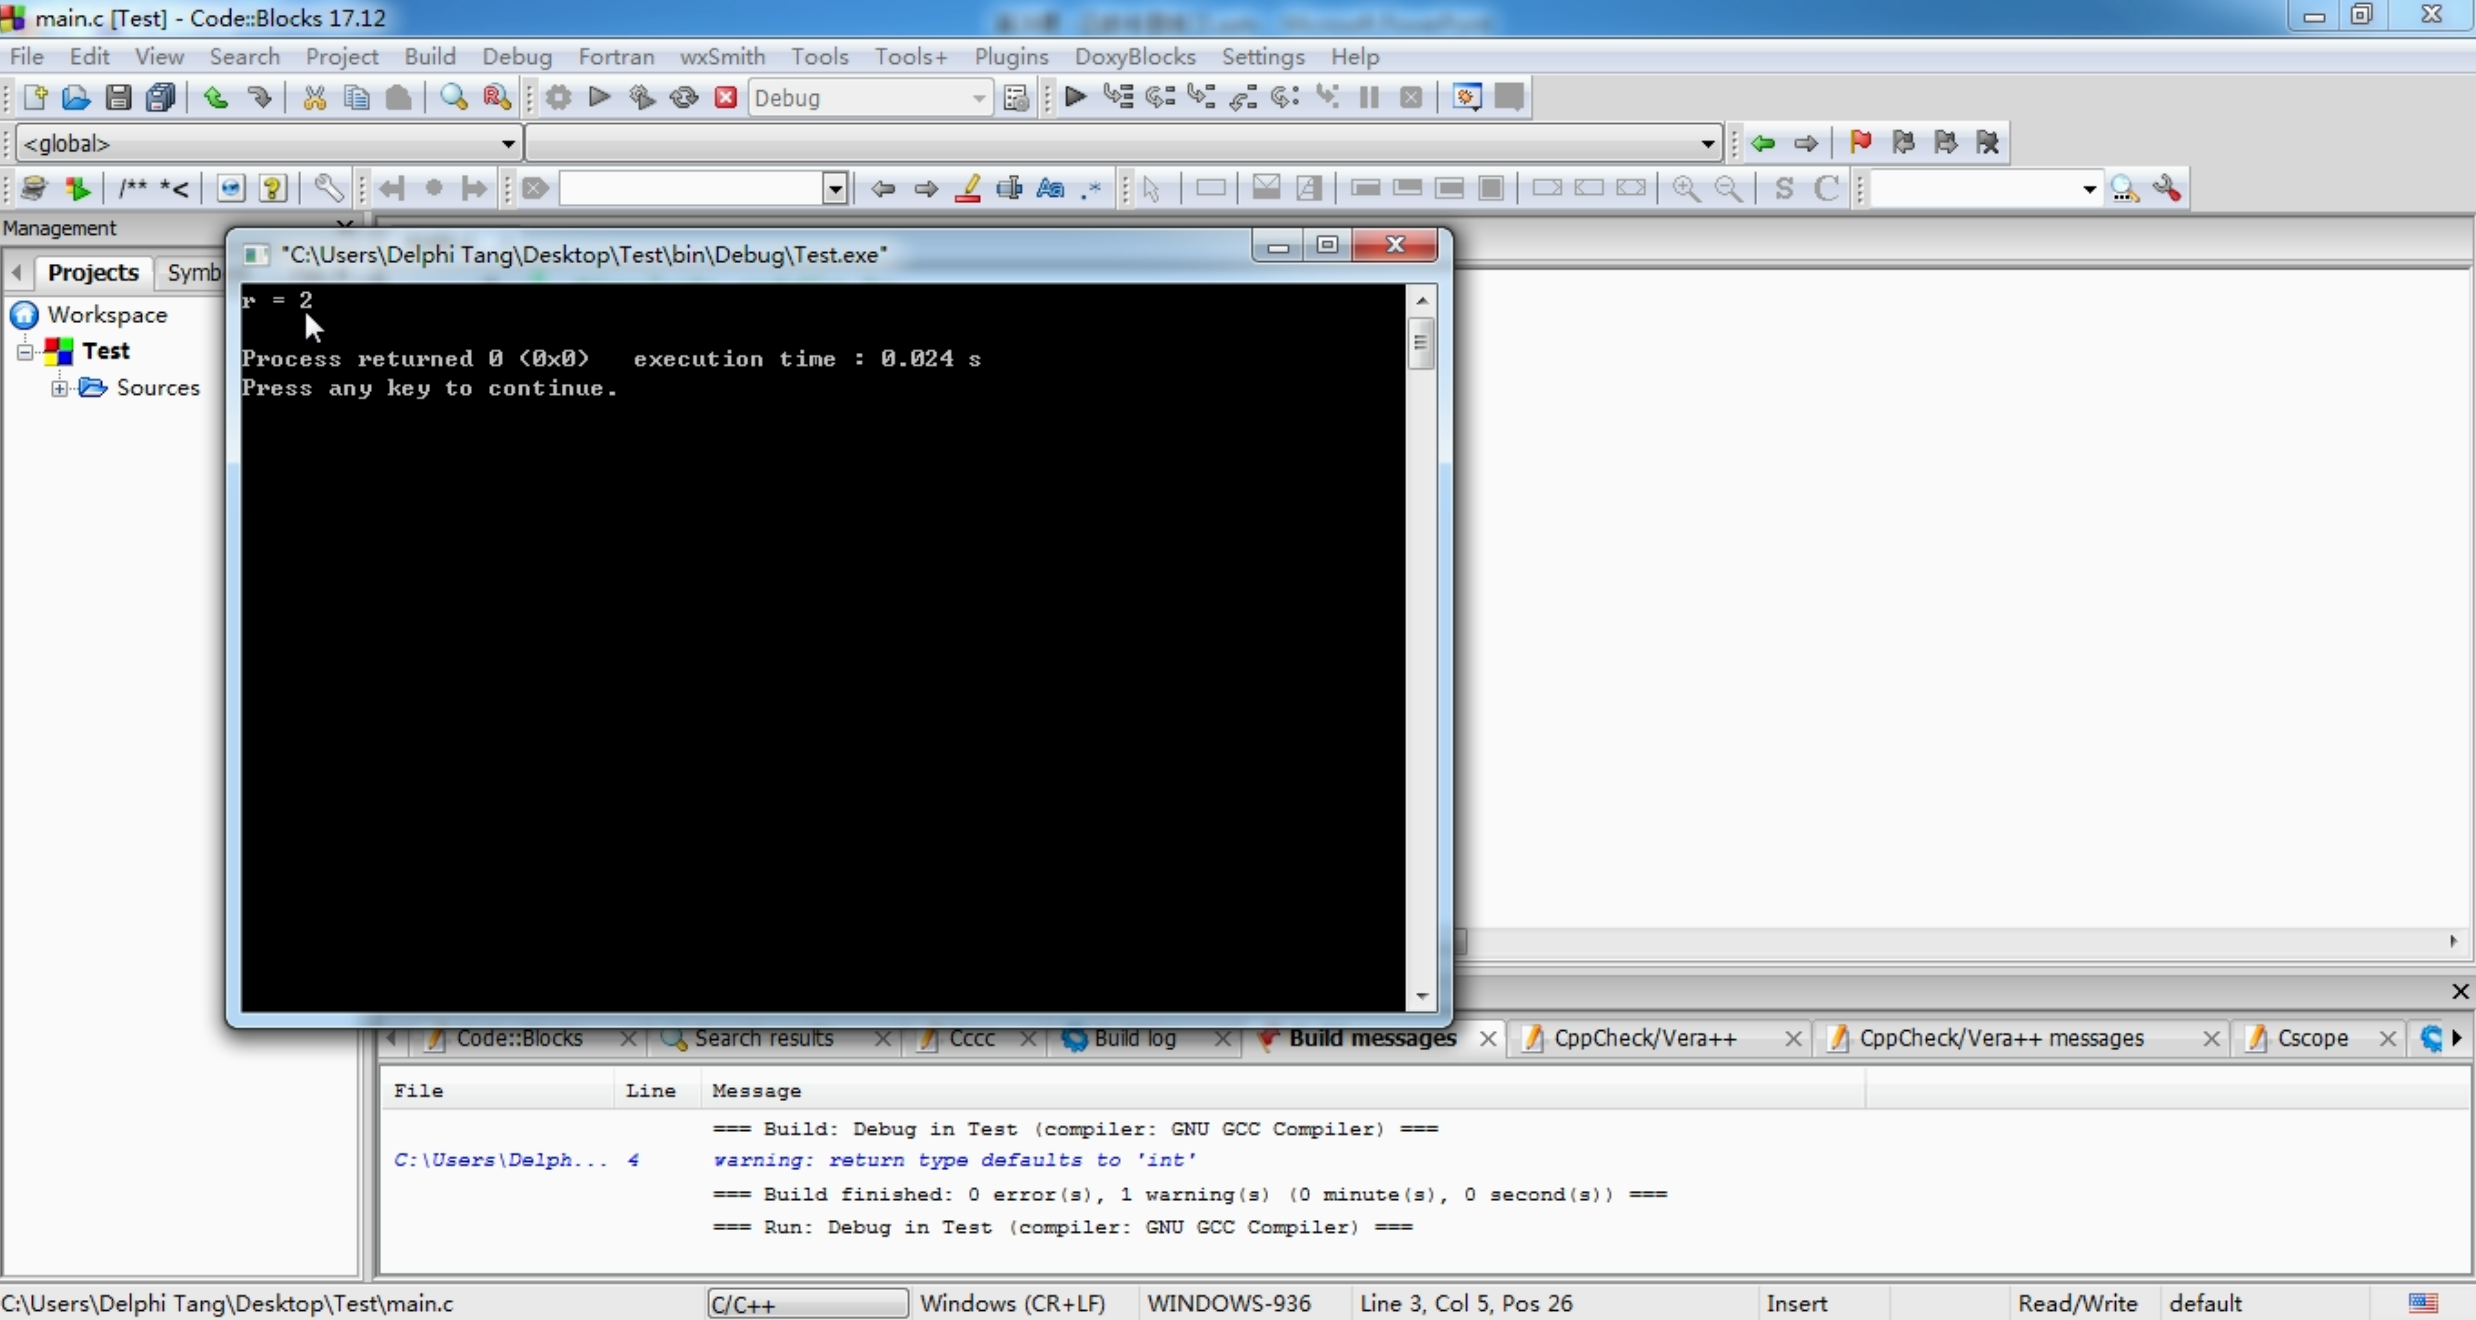 main.c [Test] - Code::Blocks 17.12
File Edit View Search Project Build Debug Fortran wxSmith Tools Tools+ Plugins DoxyBlocks Settings Help
Debug
<global>
/** *<
S C
Management
Projects Symb
"C:\Users\Delphi Tang\Desktop\Test\bin\Debug\Test.exe"
Workspace
Test
Sources
r = 2
Process returned 0 (0x0) execution time : 0.024 s
Press any key to continue.
Code::Blocks Search results Cccc Build log Build messages CppCheck/Vera++ CppCheck/Vera++ messages Cscope
File Line Message
=== Build: Debug in Test (compiler: GNU GCC Compiler) ===
C:\Users\Delph... 4 warning: return type defaults to 'int'
=== Build finished: 0 error(s), 1 warning(s) (0 minute(s), 0 second(s)) ===
=== Run: Debug in Test (compiler: GNU GCC Compiler) ===
C:\Users\Delphi Tang\Desktop\Test\main.c C/C++ Windows (CR+LF) WINDOWS-936 Line 3, Col 5, Pos 26 Insert Read/Write default